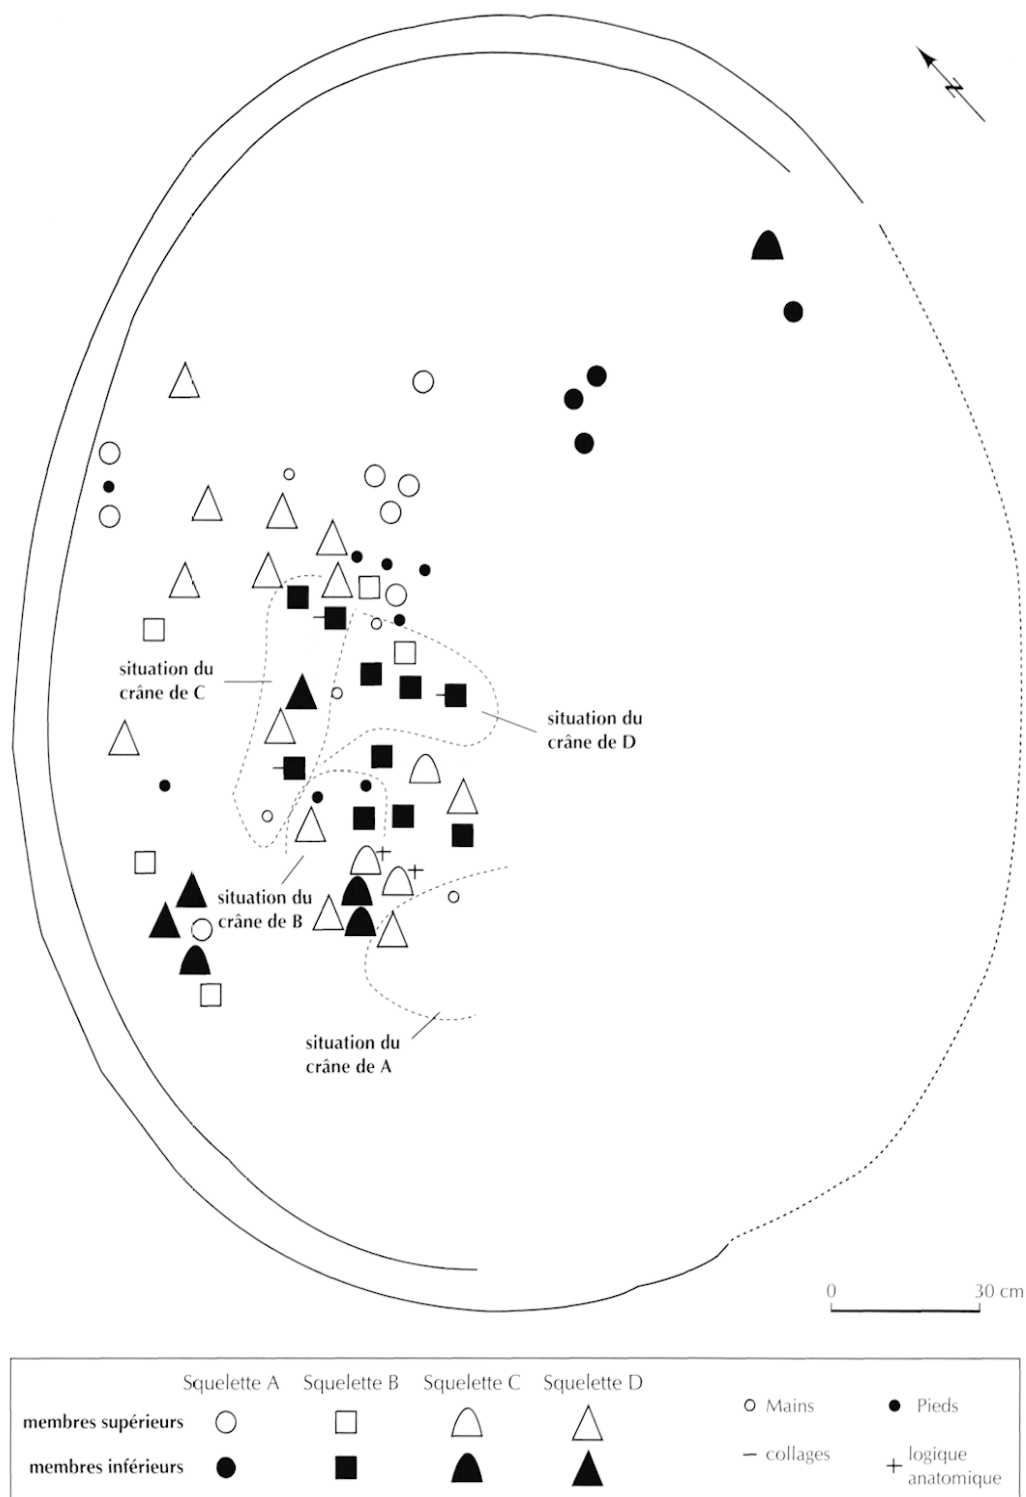 N
situation du
crâne de C
situation du
crâne de D
situation du
crâne de B
situation du
crâne de A
0 30 cm
Squelette A Squelette B Squelette C Squelette D
membres supérieurs
membres inférieurs
Mains Pieds
collages logique
anatomique